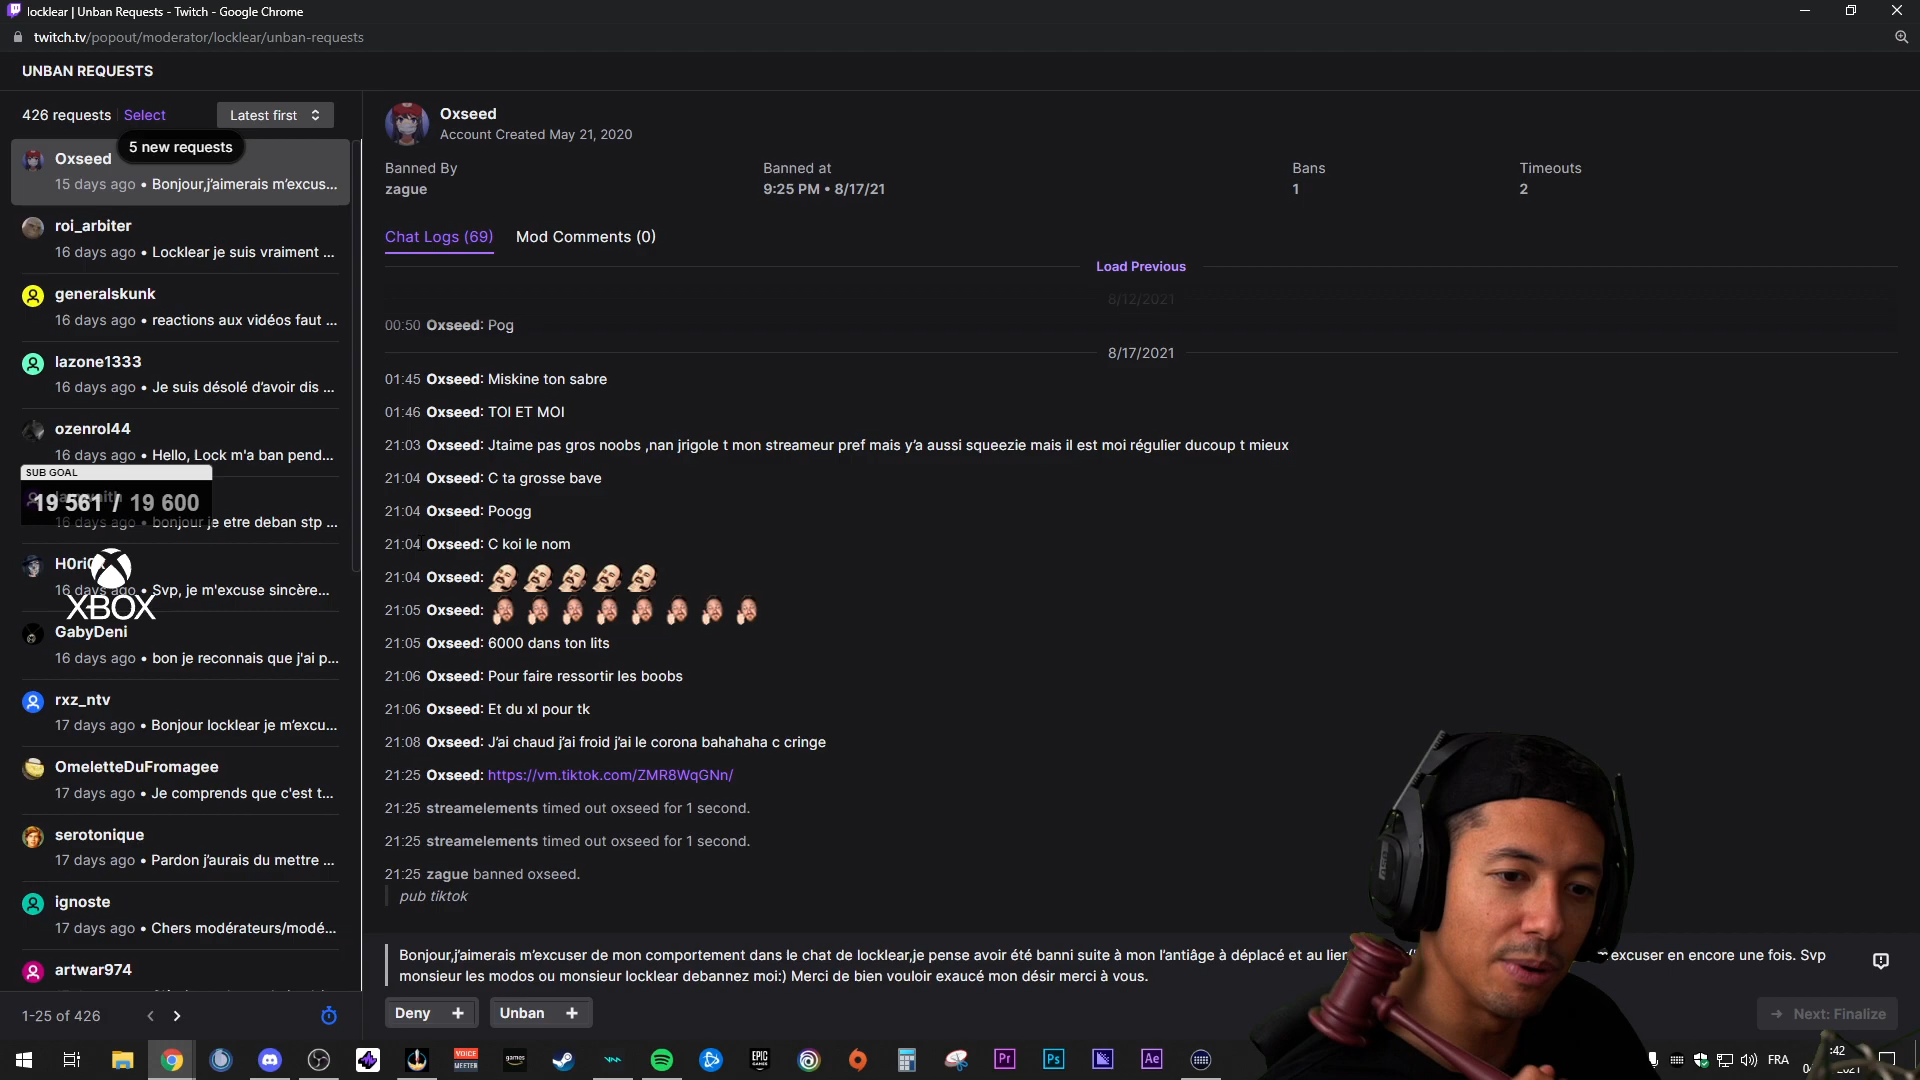 locklear | Unban Requests - Twitch - Google Chrome
twitch.tv/popout/moderator/locklear/unban-requests
UNBAN REQUESTS
426 requests
Select
Latest first
5 new requests
Oxseed
15 days ago • Bonjour,j'aimerais m'excus...
roi_arbiter
16 days ago • Locklear je suis vraiment ...
generalskunk
16 days ago • reactions aux vidéos faut ...
lazone1333
16 days ago • Je suis désolé d'avoir dis ...
ozenrol44
16 days ago • Hello, Lock m'a ban pend...
SUB GOAL
19 561 / 19 600
16 days ago • bonjour je etre deban stp ...
16 days ago • Svp, je m'excuse sincère...
XBOX
GabyDeni
16 days ago • bon je reconnais que j'ai p...
rxz_ntv
17 days ago • Bonjour locklear je m'excu...
OmeletteDuFromagee
17 days ago • Je comprends que c'est t...
serotonique
17 days ago • Pardon j'aurais du mettre ...
ignoste
17 days ago • Chers modérateurs/modé...
artwar974
1-25 of 426
Oxseed
Account Created May 21, 2020
Banned By
zague
Banned at
9:25 PM • 8/17/21
Bans
1
Timeouts
2
Chat Logs (69)
Mod Comments (0)
Load Previous
8/12/2021
00:50 Oxseed: Pog
8/17/2021
01:45 Oxseed: Miskine ton sabre
01:46 Oxseed: TOI ET MOI
21:03 Oxseed: Jtaime pas gros noobs ,nan jrigole t mon streameur pref mais y'a aussi squeezie mais il est moi régulier ducoup t mieux
21:04 Oxseed: C ta grosse bave
21:04 Oxseed: Poogg
21:04 Oxseed: C koi le nom
21:04 Oxseed:
21:05 Oxseed:
21:05 Oxseed: 6000 dans ton lits
21:06 Oxseed: Pour faire ressortir les boobs
21:06 Oxseed: Et du xl pour tk
21:08 Oxseed: J'ai chaud j'ai froid j'ai le corona bahahaha c cringe
21:25 Oxseed: https://vm.tiktok.com/ZMR8WqGNn/
21:25 streamelements timed out oxseed for 1 second.
21:25 streamelements timed out oxseed for 1 second.
21:25 zague banned oxseed.
pub tiktok
Bonjour,j'aimerais m'excuser de mon comportement dans le chat de locklear,je pense avoir été banni suite à mon l'antiâge à déplacé et au lien excuser en encore une fois. Svp
monsieur les modos ou monsieur locklear debannez moi:) Merci de bien vouloir exaucé mon désir merci à vous.
Deny +
Unban +
Next: Finalize
VOICE
MEETER
games
EPIC
GAMES
Pr
Ps
Ae
FRA
:42